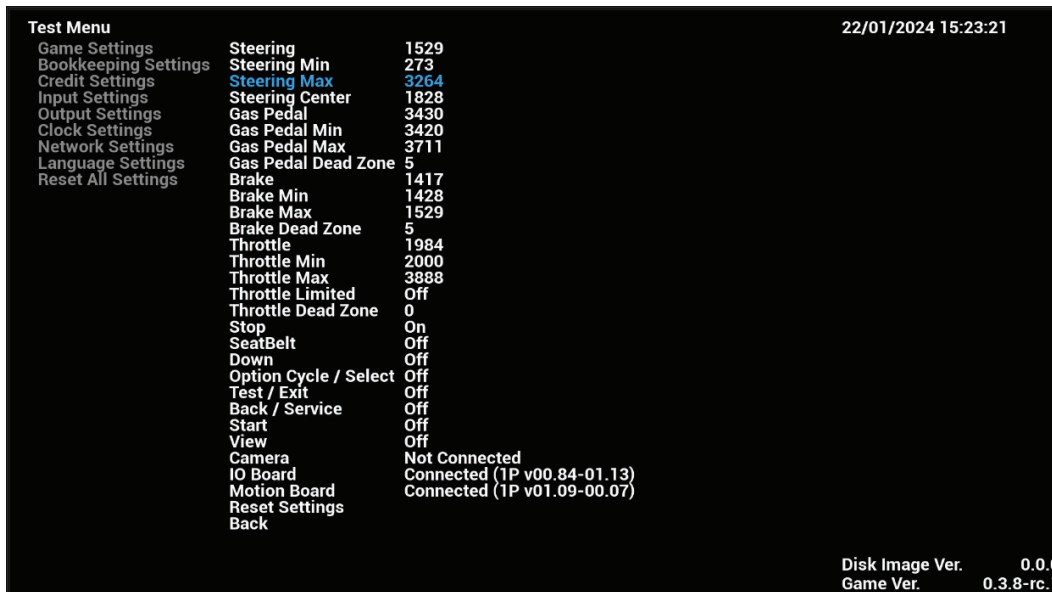 Test Menu 22/01/2024 15:23:21
Game Settings Steering 1529
Bookkeeping Settings Steering Min 273
Credit Settings Steering Max 3264
Input Settings Steering Center 1828
Output Settings Gas Pedal 3430
Clock Settings Gas Pedal Min 3420
Network Settings Gas Pedal Max 3711
Language Settings Gas Pedal Dead Zone 5
Reset All Settings Brake 1417
Brake Min 1428
Brake Max 1529
Brake Dead Zone 5
Throttle 1984
Throttle Min 2000
Throttle Max 3888
Throttle Limited Off
Throttle Dead Zone 0
Stop On
SeatBelt Off
Down Off
Option Cycle / Select Off
Test / Exit Off
Back / Service Off
Start Off
View Off
Camera Not Connected
IO Board Connected (1P v00.84-01.13)
Motion Board Connected (1P v01.09-00.07)
Reset Settings
Back
Disk Image Ver. 0.0.
Game Ver. 0.3.8-rc.